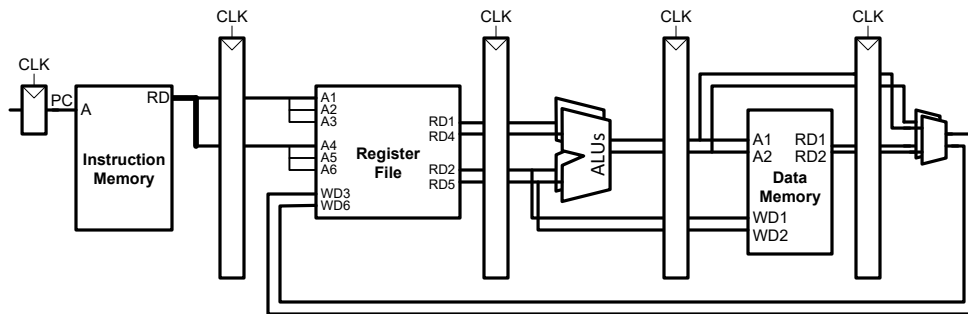 CLK
CLK
CLK
CLK
CLK
PC
A
RD
Instruction
Memory
A1
A2
A3
A4
A5
A6
WD3
WD6
Register
File
RD1
RD4
RD2
RD5
ALUs
A1
A2
RD1
RD2
Data
Memory
WD1
WD2